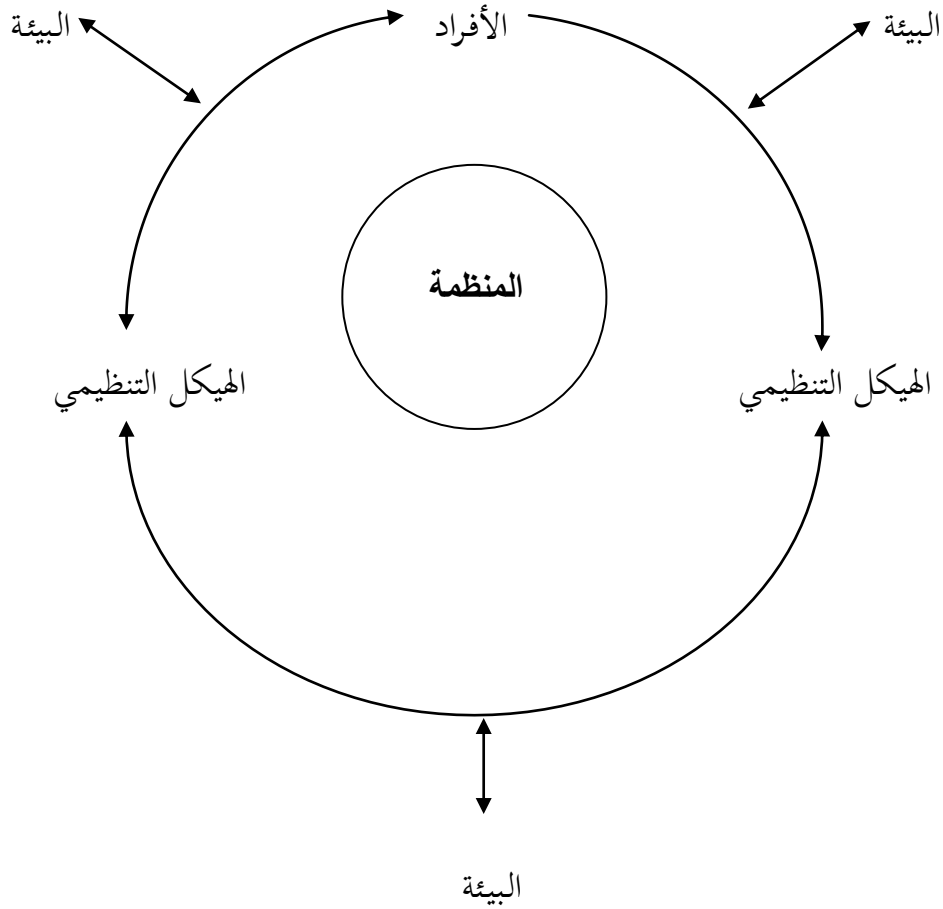 البيئة
الأفراد
البيئة
المنظمة
الهيكل التنظيمي
الهيكل التنظيمي
البيئة